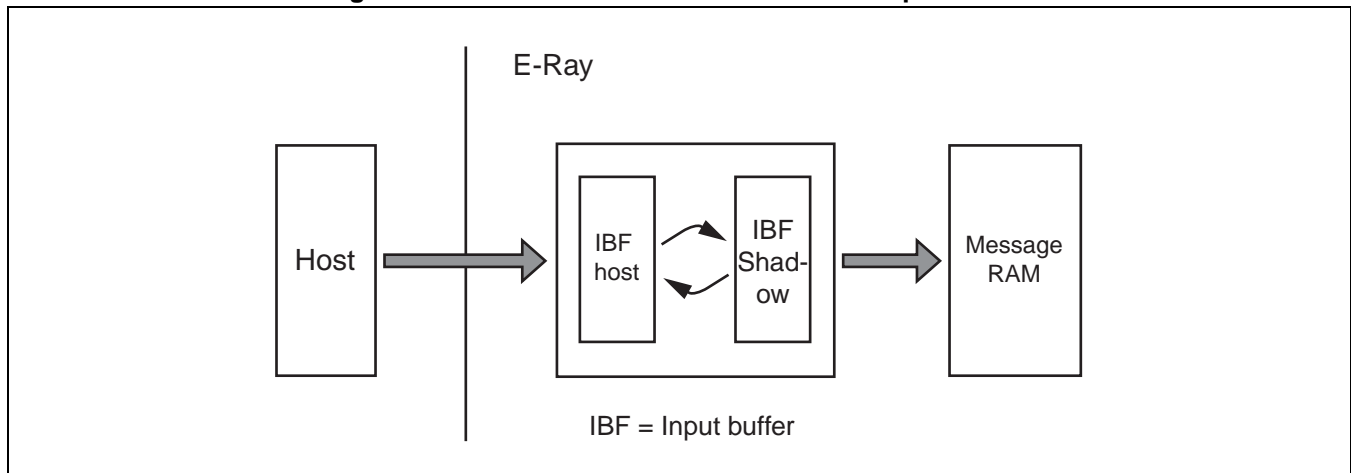 E-Ray
Host
IBF
host
IBF
Shad-
ow
Message
RAM
IBF = Input buffer